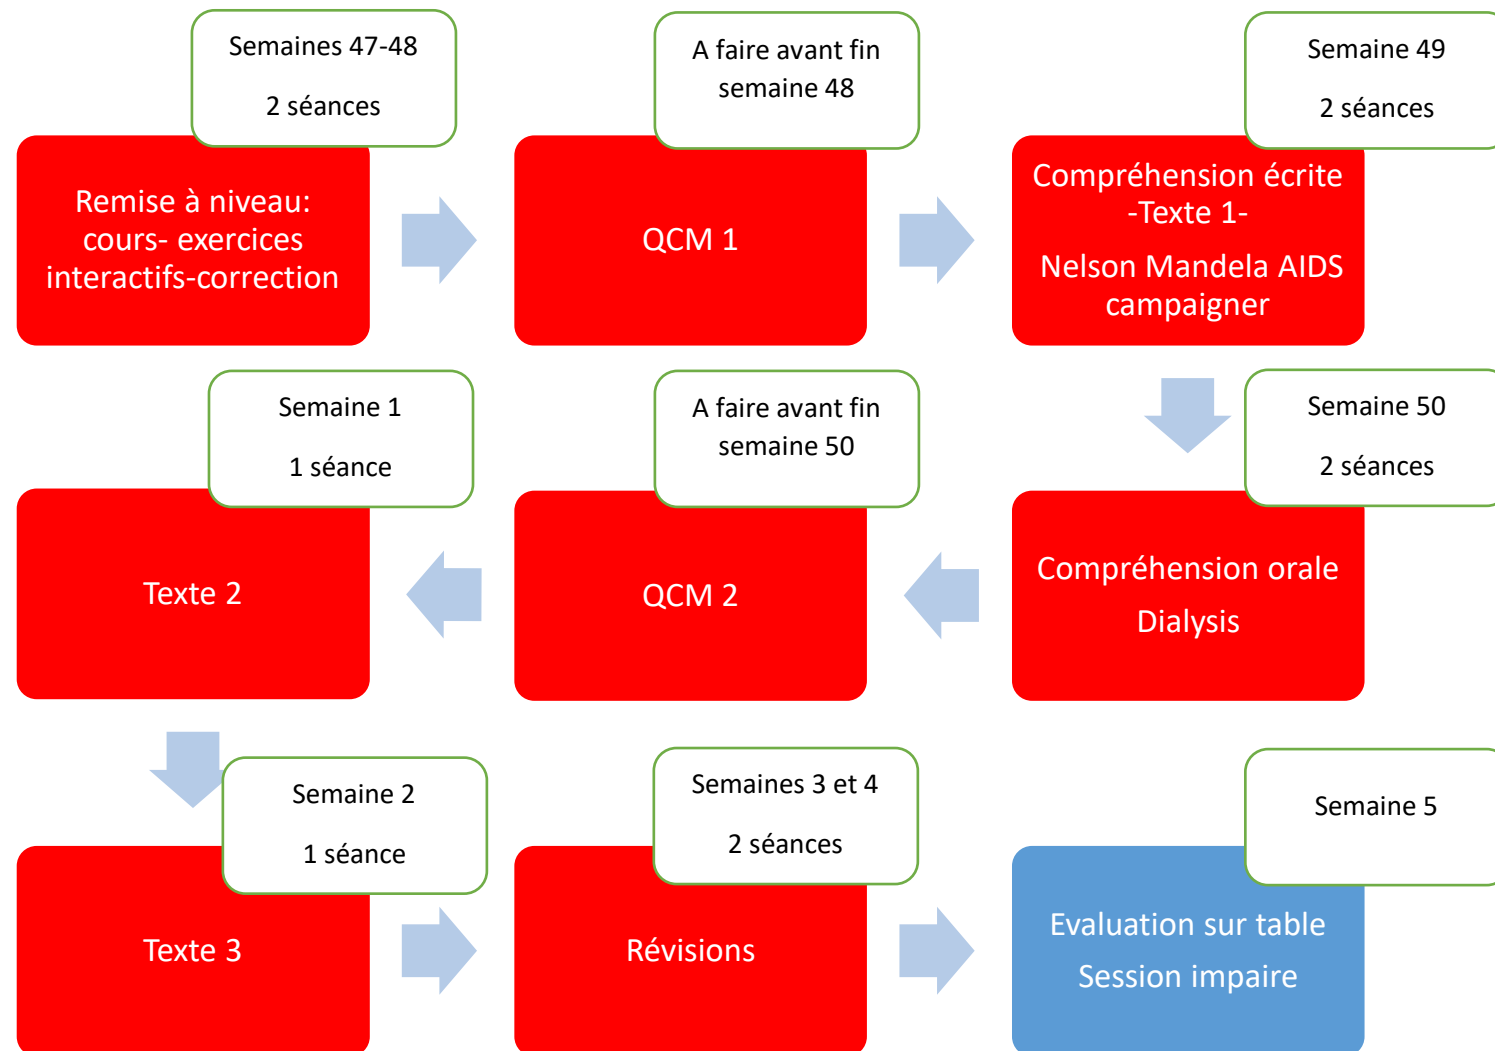 Semaines 47-48
2 séances
Remise à niveau:
cours- exercices
interactifs-correction
A faire avant fin
semaine 48
QCM 1
Semaine 49
2 séances
Compréhension écrite
-Texte 1-
Nelson Mandela AIDS
campaigner
Semaine 50
2 séances
Compréhension orale
Dialysis
A faire avant fin
semaine 50
QCM 2
Semaine 1
1 séance
Texte 2
Semaine 2
1 séance
Texte 3
Semaines 3 et 4
2 séances
Révisions
Semaine 5
Evaluation sur table
Session impaire